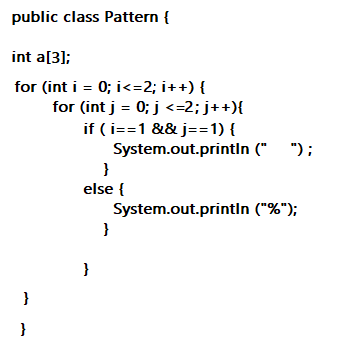 public class Pattern {
int a[3];
for (int i = 0; i<=2; i++) {
for (int j = 0; j <=2; j++){
if ( i==1 && j==1) {
System.out.println ("    ") ;
}
else {
System.out.println ("%");
}
}
}
}